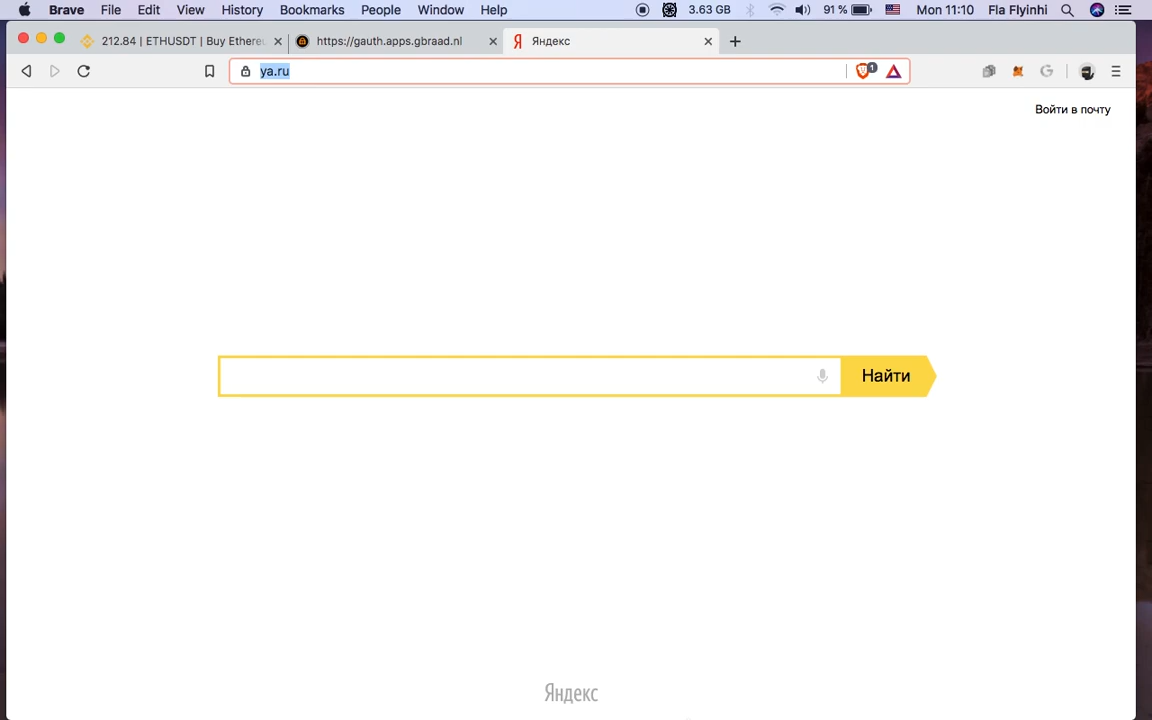 Brave File Edit View History Bookmarks People Window Help 3.63 GB 91 % Mon 11:10 Fla Flyinhi
212.84 | ETHUSDT | Buy Ethere https://gauth.apps.gbraad.nl Я Яндекс
ya.ru 1
Войти в почту
Найти
Яндекс